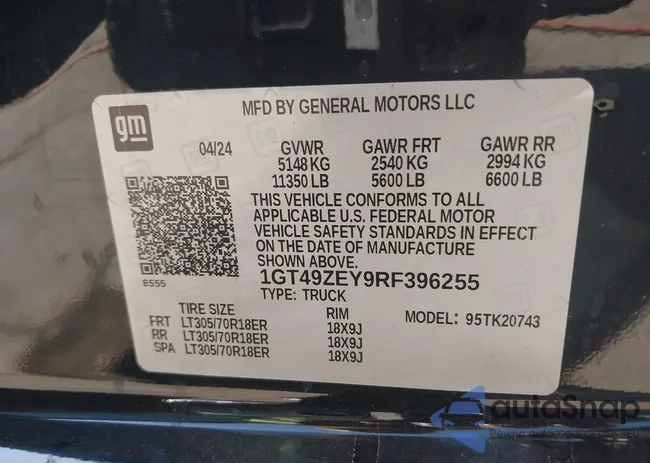 gm
MFD BY GENERAL MOTORS LLC
04/24 GVWR GAWR FRT GAWR RR
5148 KG 2540 KG 2994 KG
11350 LB 5600 LB 6600 LB
THIS VEHICLE CONFORMS TO ALL
APPLICABLE U.S. FEDERAL MOTOR
VEHICLE SAFETY STANDARDS IN EFFECT
ON THE DATE OF MANUFACTURE
SHOWN ABOVE.
8555
1GT49ZEY9RF396255
TYPE: TRUCK
TIRE SIZE RIM MODEL: 95TK20743
FRT LT305/70R18ER 18X9J
RR LT305/70R18ER 18X9J
SPA LT305/70R18ER 18X9J
autoSnap